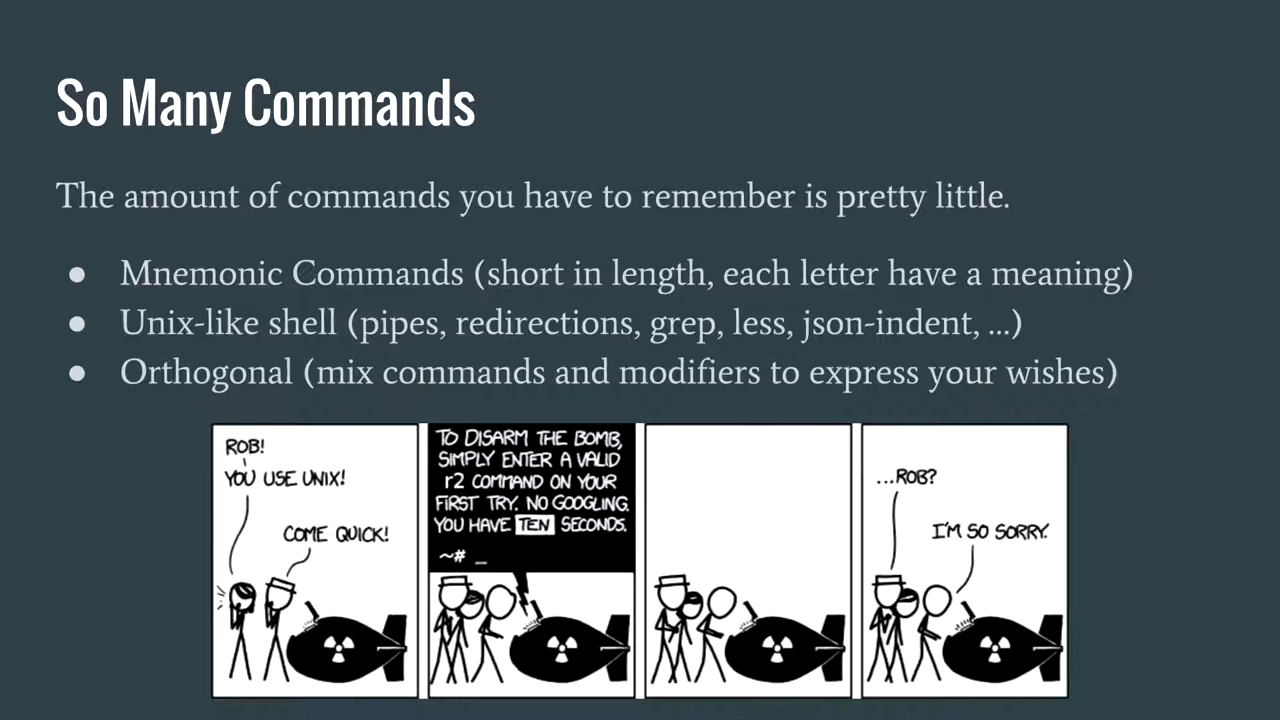 So Many Commands
The amount of commands you have to remember is pretty little.
● Mnemonic Commands (short in length, each letter have a meaning)
● Unix-like shell (pipes, redirections, grep, less, json-indent, ...)
● Orthogonal (mix commands and modifiers to express your wishes)
ROB!
YOU USE UNIX!
COME QUICK!
TO DISARM THE BOMB,
SIMPLY ENTER A VALID
r2 COMMAND ON YOUR
FIRST TRY. NO GOOGLING.
YOU HAVE TEN SECONDS.
~# _
...ROB?
I'M SO SORRY.